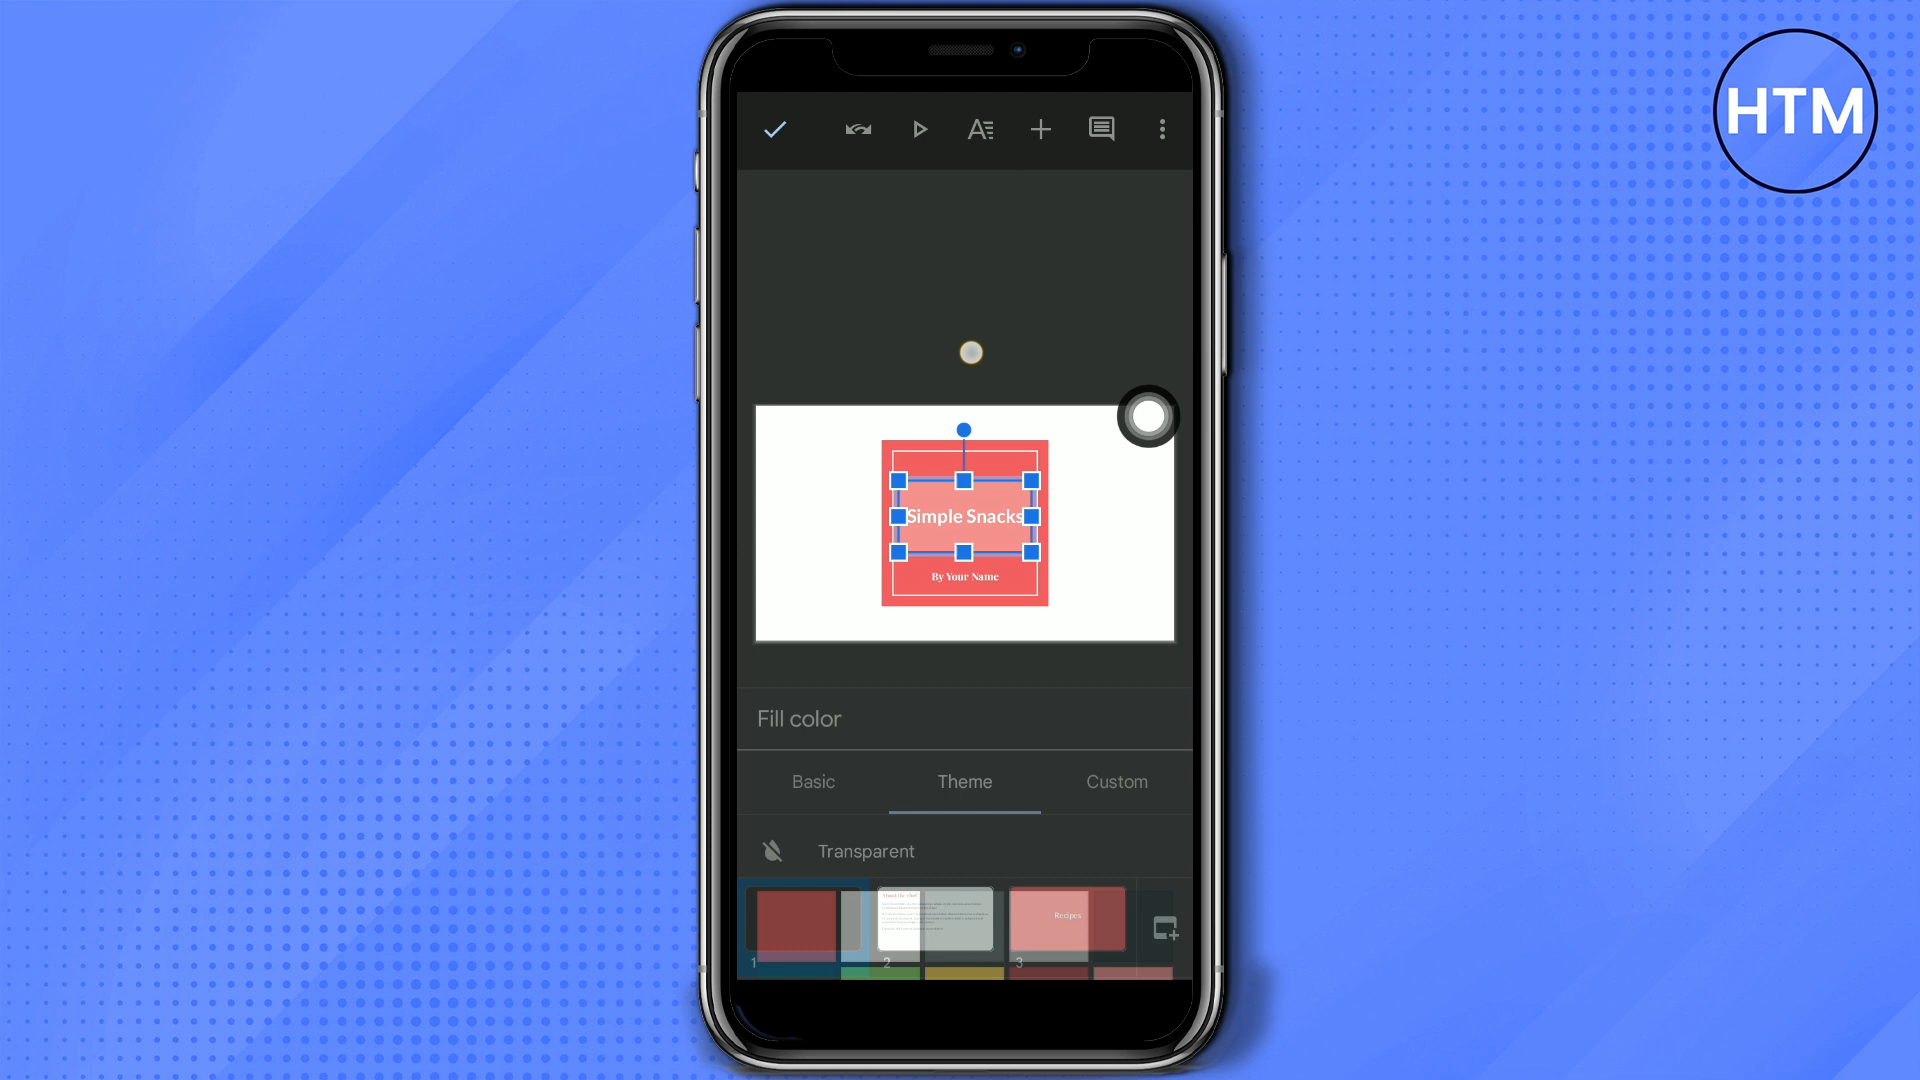 HTM
Simple Snacks
By Your Name
Fill color
Basic Theme Custom
Transparent
Recipes
1 2 3